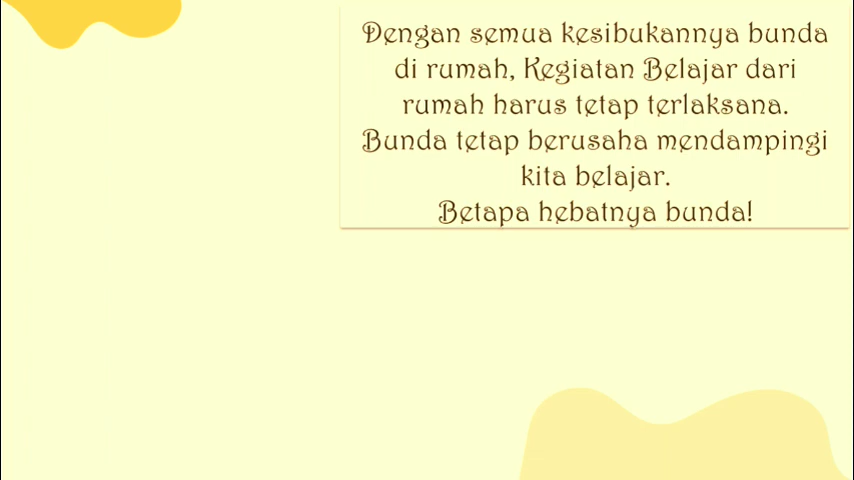 Dengan semua kesibukannya bunda
di rumah, Kegiatan Belajar dari
rumah harus tetap terlaksana.
Bunda tetap berusaha mendampingi
kita belajar.
Betapa hebatnya bunda!